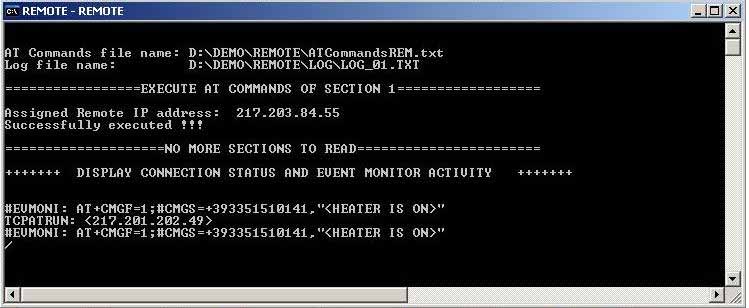 REMOTE - REMOTE
AT Commands file name: D:\DEMO\REMOTE\ATCommandsREM.txt
Log file name: D:\DEMO\REMOTE\LOG\LOG_01.TXT
=================EXECUTE AT COMMANDS OF SECTION 1==================
Assigned Remote IP address: 217.203.84.55
Successfully executed !!!
====================NO MORE SECTIONS TO READ=======================
+++++++ DISPLAY CONNECTION STATUS AND EVENT MONITOR ACTIVITY +++++++
#EVMONI: AT+CMGF=1;#CMGS=+393351510141,"<HEATER IS ON>"
TCPATRUN: <217.201.202.49>
#EVMONI: AT+CMGF=1;#CMGS=+393351510141,"<HEATER IS ON>"
/